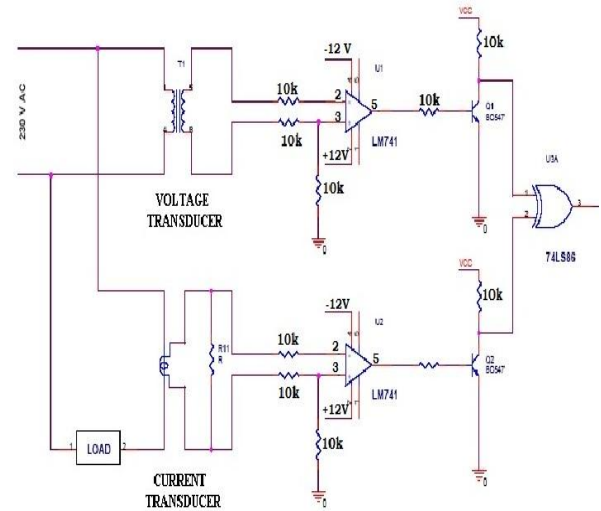 VCC
10k
-12 V
U1
T1
10k
2
5
10k
Q1
BC547
230 V AC
10k
3
LM741
+12V
10k
U3A
1
3
2
VOLTAGE
TRANSDUCER
0
0
74LS86
VCC
-12V
U2
10k
R11
R
10k
2
5
Q2
BC547
10k
3
LM741
+12V
10k
1 LOAD 2
CURRENT
TRANSDUCER
0
0